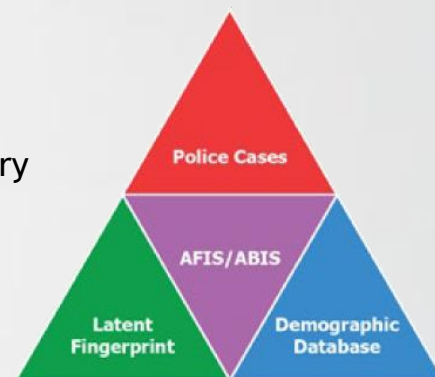 Police Cases
ry
AFIS/ABIS
Latent
Fingerprint
Demographic
Database